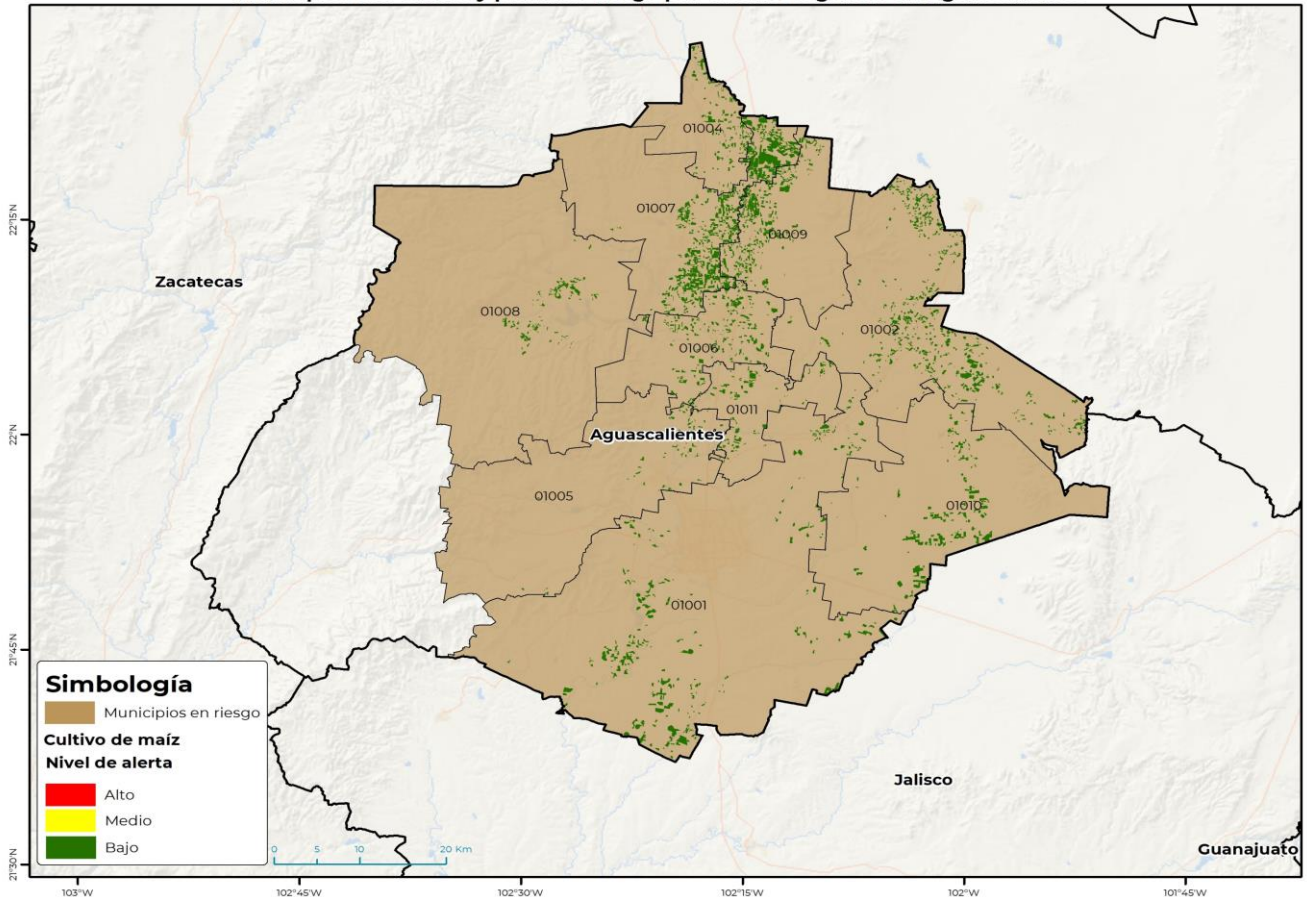 01004
01007
01009
22°15'N
Zacatecas
01008
01002
01006
01011
22°N
Aguascalientes
01005
01010
01001
21°45'N
Simbología
Municipios en riesgo
Cultivo de maíz
Nivel de alerta
Alto
Medio
Bajo
0 5 10 20 Km
Jalisco
Guanajuato
21°30'N
103°W 102°45'W 102°30'W 102°15'W 102°W 101°45'W